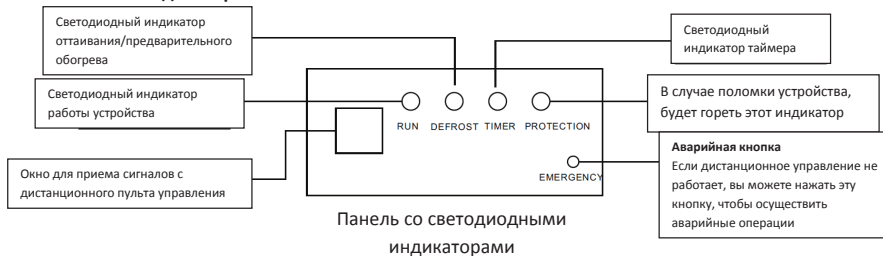 Светодиодный индикатор
оттаивания/предварительного
обогрева
Светодиодный
индикатор таймера
Светодиодный индикатор
работы устройства
В случае поломки устройства,
будет гореть этот индикатор
RUN DEFROST TIMER PROTECTION
Окно для приема сигналов с
дистанционного пульта управления
EMERGENCY
Аварийная кнопка
Если дистанционное управление не
работает, вы можете нажать эту
кнопку, чтобы осуществить
аварийные операции
Панель со светодиодными
индикаторами